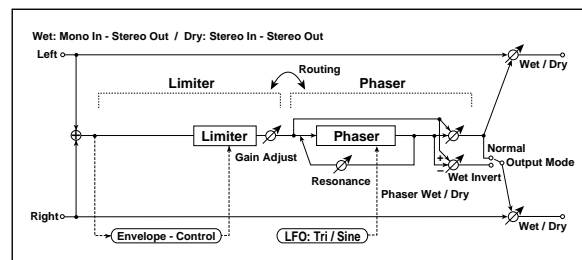 Wet: Mono In - Stereo Out / Dry: Stereo In - Stereo Out
Left
Wet / Dry
Routing
Limiter
Phaser
Limiter
Phaser
Gain Adjust
Resonance
+
−
Wet Invert
Normal
Output Mode
Phaser Wet / Dry
Right
Wet / Dry
Envelope - Control
LFO: Tri / Sine